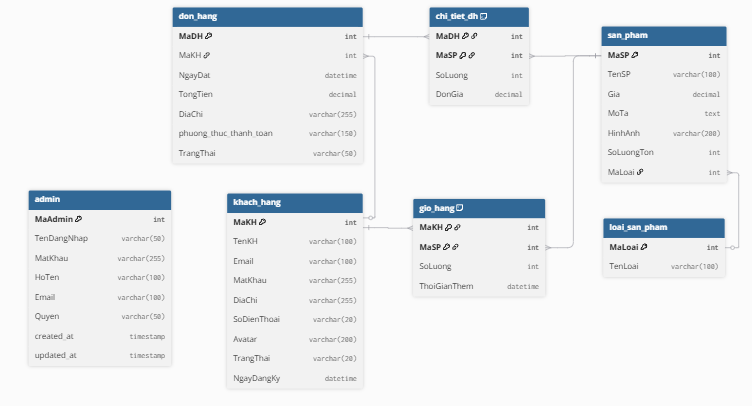 don_hang
MaDH int
MaKH int
NgayDat datetime
TongTien decimal
DiaChi varchar(255)
phuong_thuc_thanh_toan varchar(150)
TrangThai varchar(50)
chi_tiet_dh
MaDH int
MaSP int
SoLuong int
DonGia decimal
san_pham
MaSP int
TenSP varchar(100)
Gia decimal
MoTa text
HinhAnh varchar(200)
SoLuongTon int
MaLoai int
admin
MaAdmin int
TenDangNhap varchar(50)
MatKhau varchar(255)
HoTen varchar(100)
Email varchar(100)
Quyen varchar(50)
created_at timestamp
updated_at timestamp
khach_hang
MaKH int
TenKH varchar(100)
Email varchar(100)
MatKhau varchar(255)
DiaChi varchar(255)
SoDienThoai varchar(20)
Avatar varchar(200)
TrangThai varchar(20)
NgayDangKy datetime
gio_hang
MaKH int
MaSP int
SoLuong int
ThoiGianThem datetime
loai_san_pham
MaLoai int
TenLoai varchar(100)